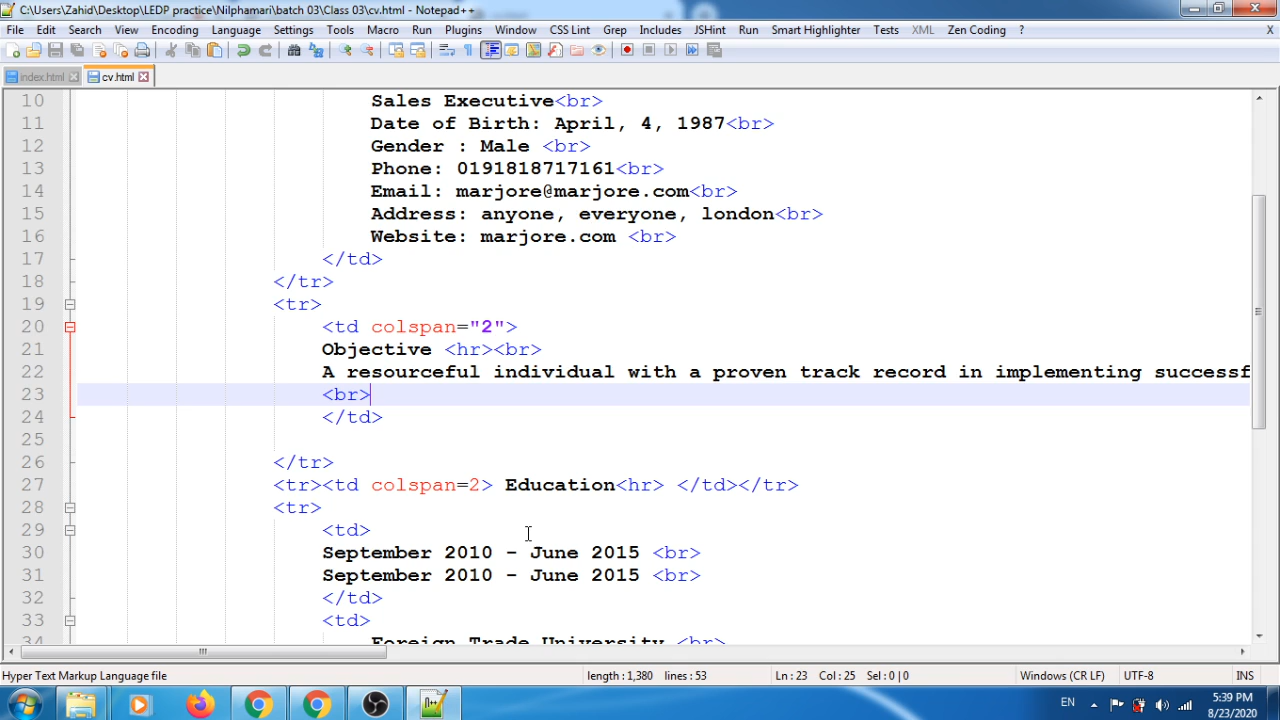 C:\Users\Zahid\Desktop\LEDP practice\Nilphamari\batch 03\Class 03\cv.html - Notepad++
File Edit Search View Encoding Language Settings Tools Macro Run Plugins Window CSS Lint Grep Includes JSHint Run Smart Highlighter Tests XML Zen Coding ? X
index.html cv.html
10 Sales Executive<br>
11 Date of Birth: April, 4, 1987<br>
12 Gender : Male <br>
13 Phone: 0191818717161<br>
14 Email: marjore@marjore.com<br>
15 Address: anyone, everyone, london<br>
16 Website: marjore.com <br>
17 </td>
18 </tr>
19 <tr>
20 <td colspan="2">
21 Objective <hr><br>
22 A resourceful individual with a proven track record in implementing successf
23 <br>
24 </td>
25
26 </tr>
27 <tr><td colspan=2> Education<hr> </td></tr>
28 <tr>
29 <td>
30 September 2010 - June 2015 <br>
31 September 2010 - June 2015 <br>
32 </td>
33 <td>
34 Foreign Trade University <br>
Hyper Text Markup Language file length : 1,380 lines : 53 Ln : 23 Col : 25 Sel : 0 | 0 Windows (CR LF) UTF-8 INS
EN 5:39 PM
8/23/2020